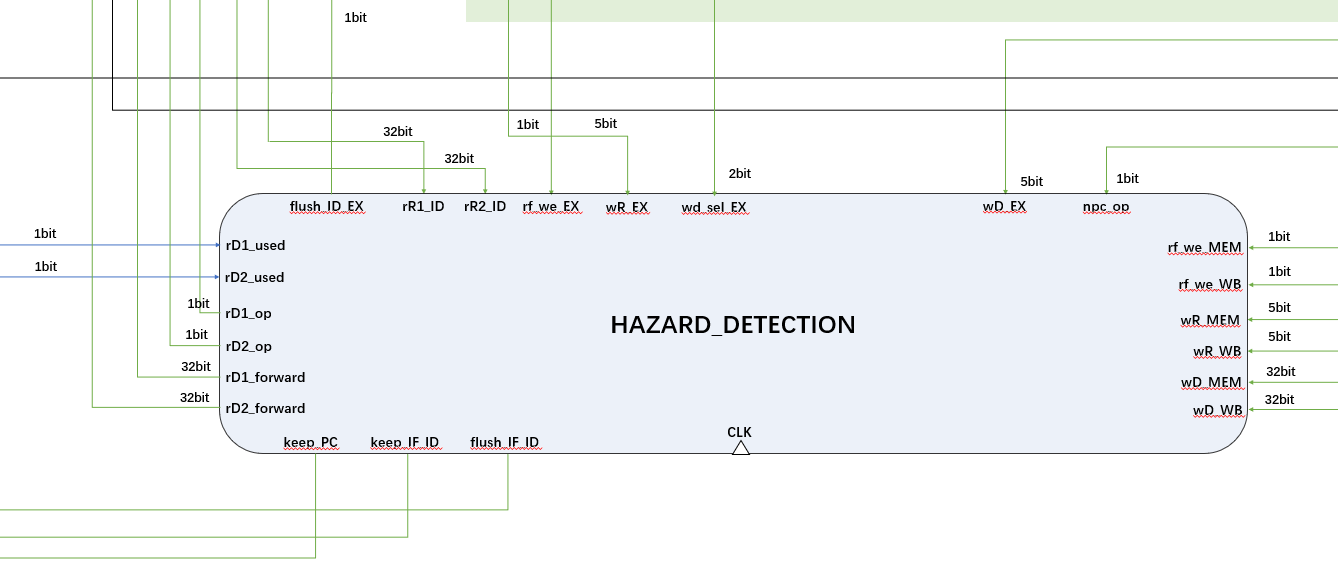 1bit
32bit
1bit
5bit
32bit
2bit
5bit
1bit
flush_ID_EX
rR1_ID
rR2_ID
rf_we_EX
wR_EX
wd_sel_EX
wD_EX
npc_op
1bit
rD1_used
rf_we_MEM
1bit
1bit
rD2_used
rf_we_WB
1bit
1bit
rD1_op
HAZARD_DETECTION
wR_MEM
5bit
1bit
rD2_op
wR_WB
5bit
32bit
rD1_forward
wD_MEM
32bit
32bit
rD2_forward
wD_WB
32bit
keep_PC
keep_IF_ID
flush_IF_ID
CLK